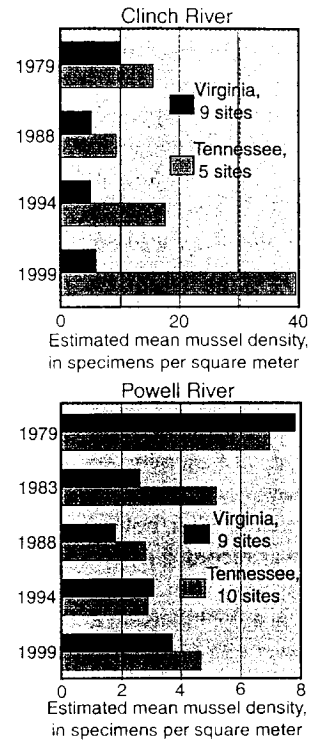 Clinch River
1979
1988
1994
1999
Virginia,
9 sites
Tennessee,
5 sites
0 20 40
Estimated mean mussel density,
in specimens per square meter
Powell River
1979
1983
1988
1994
1999
Virginia,
9 sites
Tennessee,
10 sites
0 2 4 6 8
Estimated mean mussel density,
in specimens per square meter